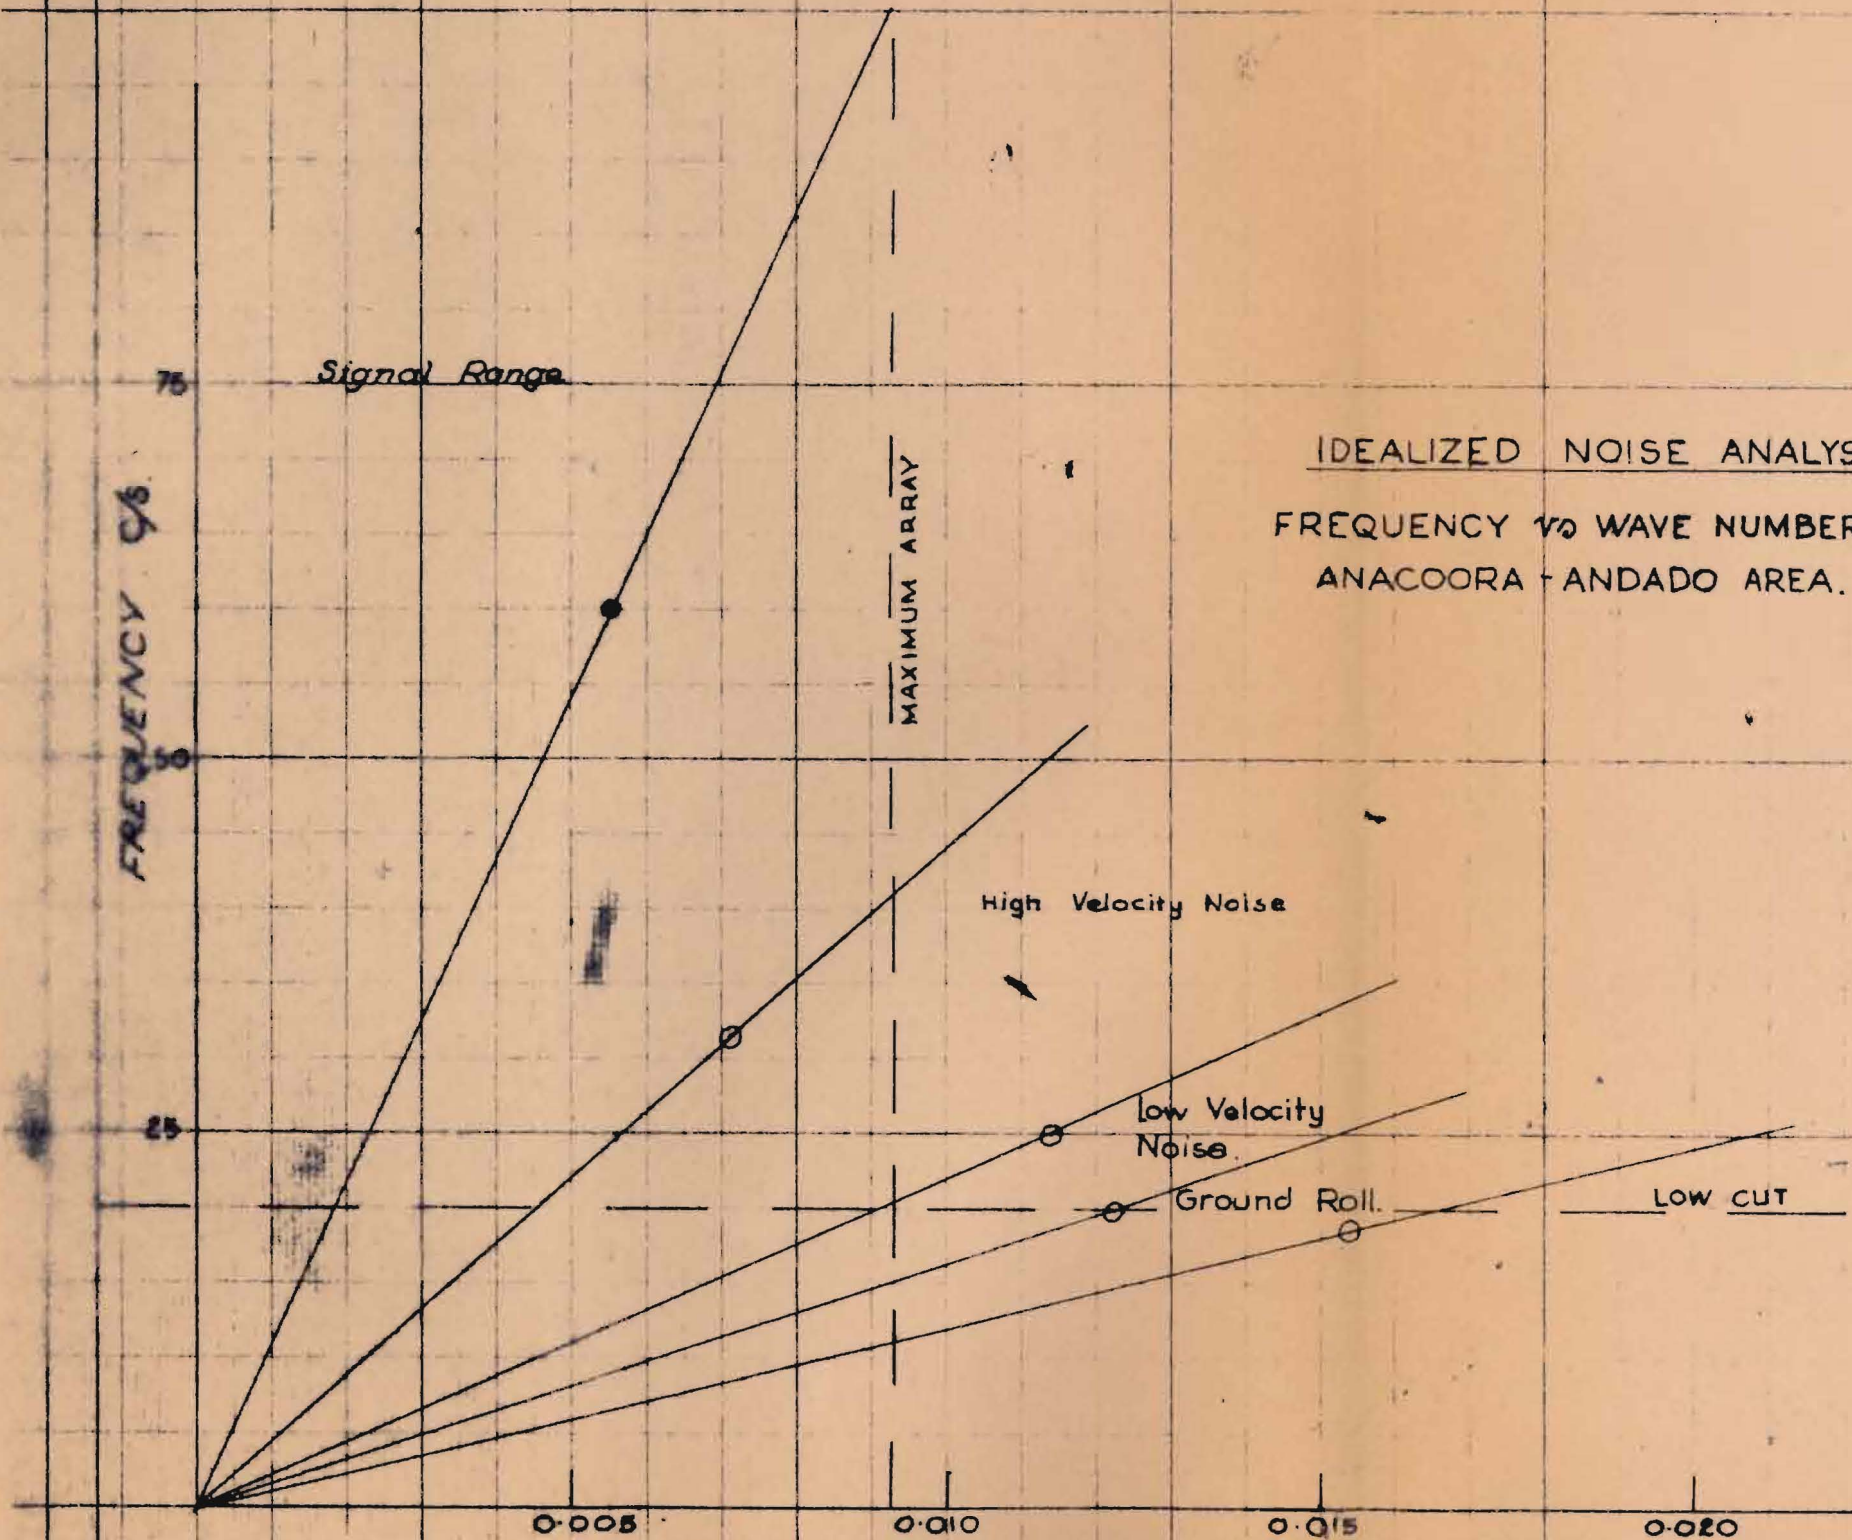 75
Signal Range
IDEALIZED NOISE ANALYS
FREQUENCY vs WAVE NUMBER
ANACOORA - ANDADO AREA.
FREQUENCY C/S.
MAXIMUM ARRAY
50
High Velocity Noise
25
Low Velocity
Noise.
Ground Roll.
LOW CUT
0.005
0.010
0.015
0.020